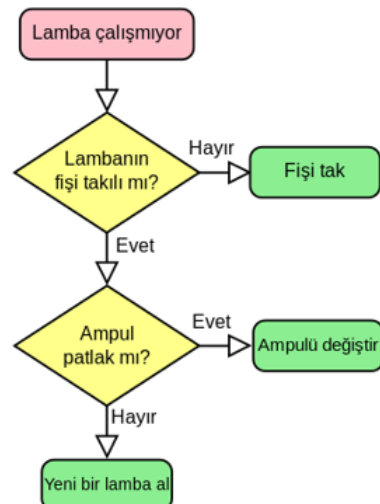 Lamba çalışmıyor
Lambanın
fişi takılı mı?
Hayır
Fişi tak
Evet
Ampul
patlak mı?
Evet
Ampulü değiştir
Hayır
Yeni bir lamba al